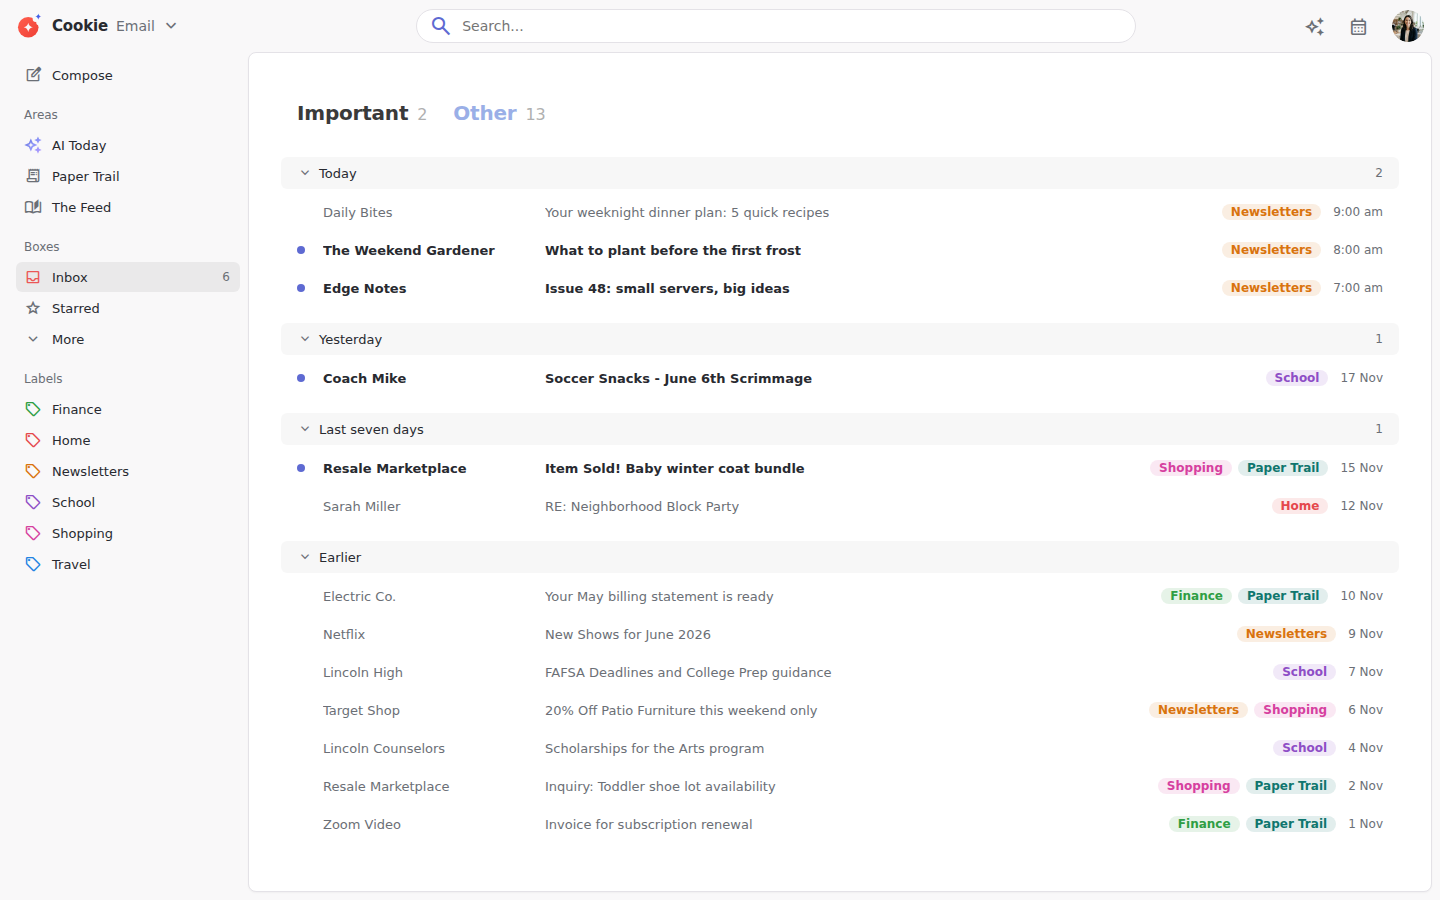 Cookie Email
Search...
Compose
Areas
AI Today
Paper Trail
The Feed
Boxes
Inbox 6
Starred
More
Labels
Finance
Home
Newsletters
School
Shopping
Travel
Important 2 Other 13
Today 2
Daily Bites Your weeknight dinner plan: 5 quick recipes Newsletters 9:00 am
The Weekend Gardener What to plant before the first frost Newsletters 8:00 am
Edge Notes Issue 48: small servers, big ideas Newsletters 7:00 am
Yesterday 1
Coach Mike Soccer Snacks - June 6th Scrimmage School 17 Nov
Last seven days 1
Resale Marketplace Item Sold! Baby winter coat bundle Shopping Paper Trail 15 Nov
Sarah Miller RE: Neighborhood Block Party Home 12 Nov
Earlier
Electric Co. Your May billing statement is ready Finance Paper Trail 10 Nov
Netflix New Shows for June 2026 Newsletters 9 Nov
Lincoln High FAFSA Deadlines and College Prep guidance School 7 Nov
Target Shop 20% Off Patio Furniture this weekend only Newsletters Shopping 6 Nov
Lincoln Counselors Scholarships for the Arts program School 4 Nov
Resale Marketplace Inquiry: Toddler shoe lot availability Shopping Paper Trail 2 Nov
Zoom Video Invoice for subscription renewal Finance Paper Trail 1 Nov